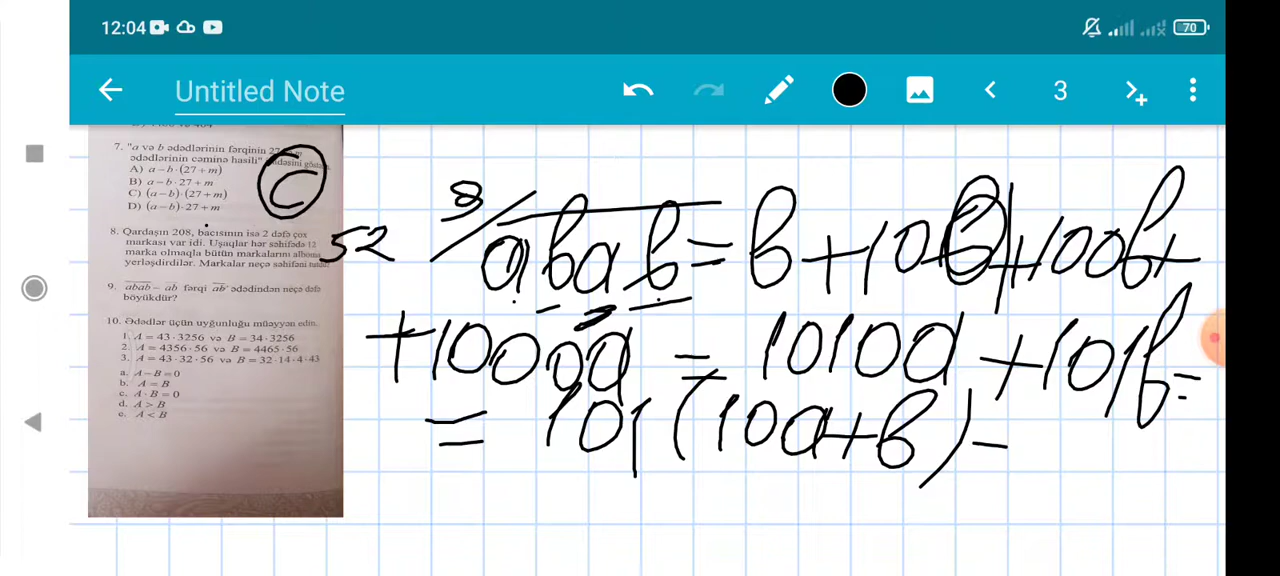 12:04
70
Untitled Note
3
7. "a və b ədədlərinin fərqinin 27
ədədlərinin cəminə hasili"
A) a−b·(27+m)
B) a−b·27+m
C) (a−b)·(27+m)
D) (a−b)·27+m
C
8. Qardaşın 208, bacısının isə 2 dəfə çox
markası var idi. Uşaqlar hər səhifədə 12
marka olmaqla bütün markalarını alboma
yerləşdirdilər. Markalar neçə səhifəni
52
9. abab − ab fərqi ab ədədindən neçə dəfə
böyükdür?
10. Ədədlər üçün uyğunluğu müəyyən edin.
1. A = 43·3256 və B = 34·3256
2. A = 4356·56 və B = 4465·56
3. A = 43·32·56 və B = 32·14·4·43
a. A−B=0
b. A=B
c. A·B=0
d. A>B
e. A<B
abab = b+10a+100b+
+1000a = 1010a+101b=
= 101(10a+b)−